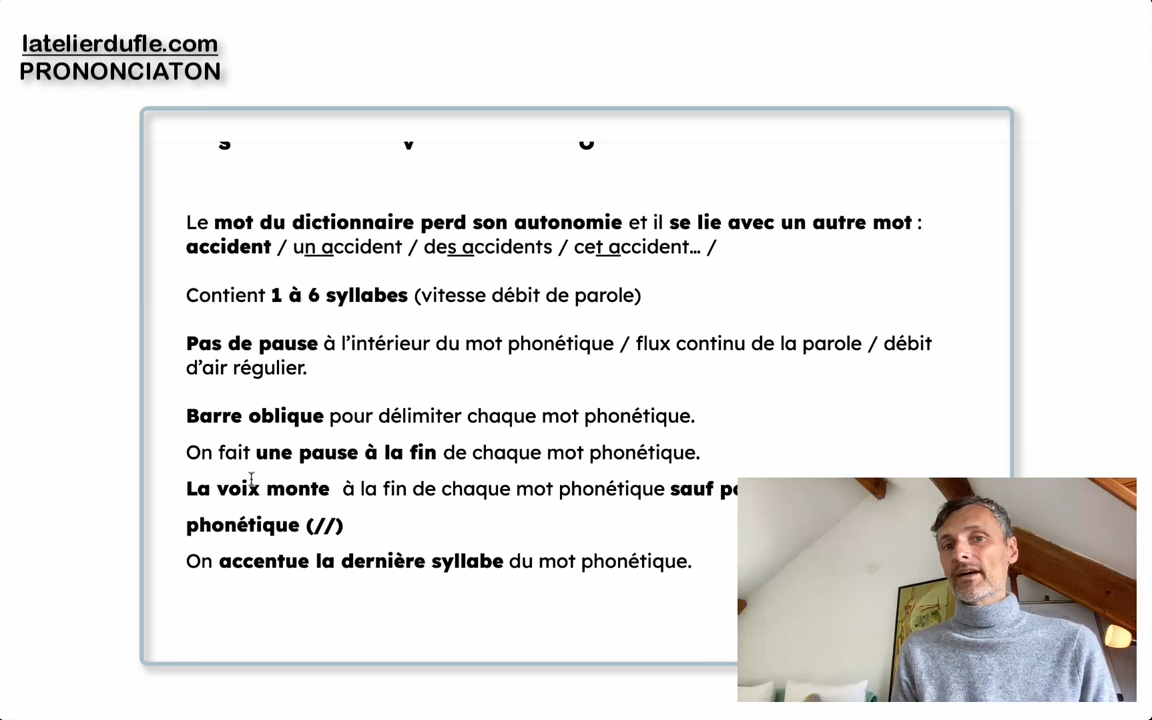 latelierdufle.com
PRONONCIATON
Le mot du dictionnaire perd son autonomie et il se lie avec un autre mot :
accident / un accident / des accidents / cet accident... /
Contient 1 à 6 syllabes (vitesse débit de parole)
Pas de pause à l’intérieur du mot phonétique / flux continu de la parole / débit
d’air régulier.
Barre oblique pour délimiter chaque mot phonétique.
On fait une pause à la fin de chaque mot phonétique.
La voix monte à la fin de chaque mot phonétique sauf
phonétique (//)
On accentue la dernière syllabe du mot phonétique.